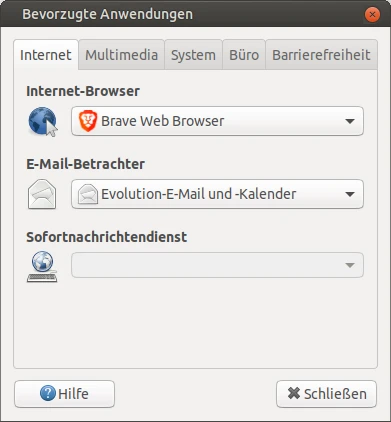 Bevorzugte Anwendungen
Internet Multimedia System Büro Barrierefreiheit
Internet-Browser
Brave Web Browser
E-Mail-Betrachter
Evolution-E-Mail und -Kalender
Sofortnachrichtendienst
Hilfe Schließen